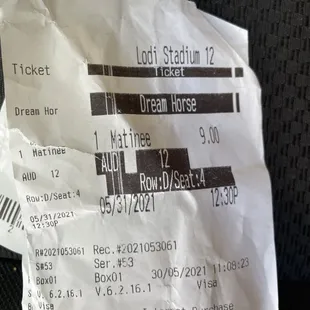 Lodi Stadium 12
Ticket
Ticket
Dream Hor
Dream Horse
1 Matinee 9.00
1 Matinee
AUD 12
AUD 12
Row:D/Seat:4
Row:D/Seat:4
05/31/2021 12:30P
05/31/2021
12:30P
R#2021053061 Rec.#2021053061
S#53 Ser.#53
Box01 Box01 30/05/2021 11:08:23
V. 6.2.16.1 V.6.2.16.1 Visa
Visa
Purchase